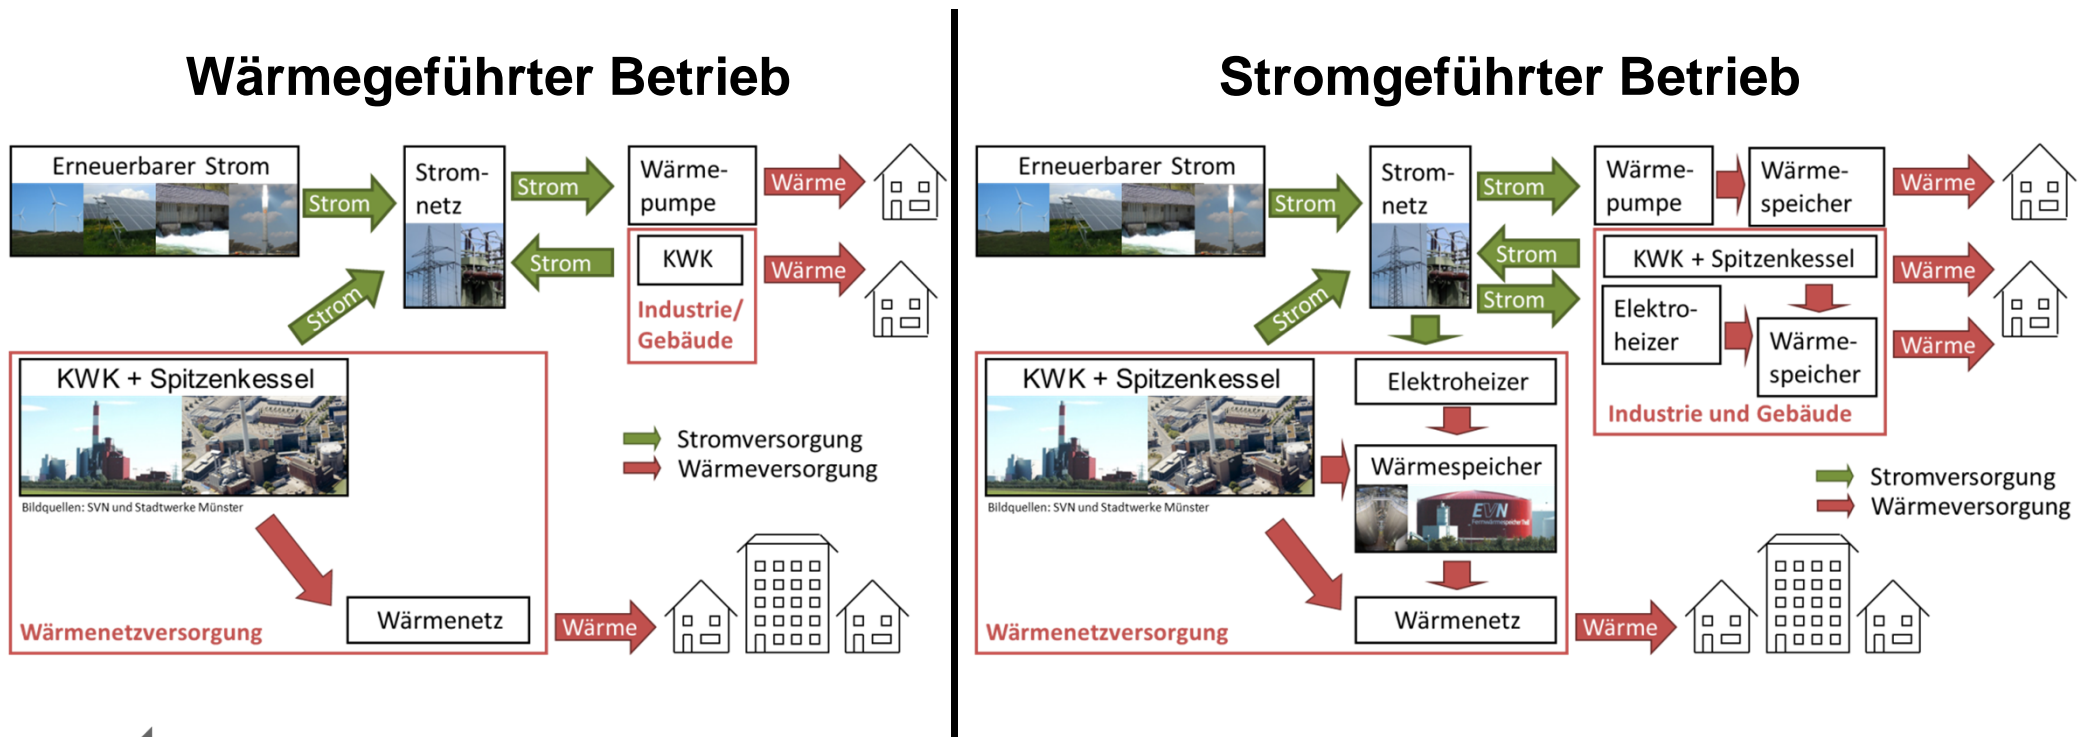 Wärmegeführter Betrieb
Erneuerbarer Strom
Strom
Strom-
netz
Strom
Wärme-
pumpe
Wärme
Strom
KWK
Wärme
Industrie/
Gebäude
Strom
KWK + Spitzenkessel
Bildquellen: SVN und Stadtwerke Münster
Stromversorgung
Wärmeversorgung
Wärmenetz
Wärme
Wärmenetzversorgung
Stromgeführter Betrieb
Erneuerbarer Strom
Strom
Strom-
netz
Strom
Wärme-
pumpe
Wärme-
speicher
Wärme
Strom
KWK + Spitzenkessel
Wärme
Strom
Elektro-
heizer
Wärme-
speicher
Wärme
Industrie und Gebäude
Strom
KWK + Spitzenkessel
Bildquellen: SVN und Stadtwerke Münster
Elektroheizer
Wärmespeicher
EVN
Stromversorgung
Wärmeversorgung
Wärmenetz
Wärme
Wärmenetzversorgung